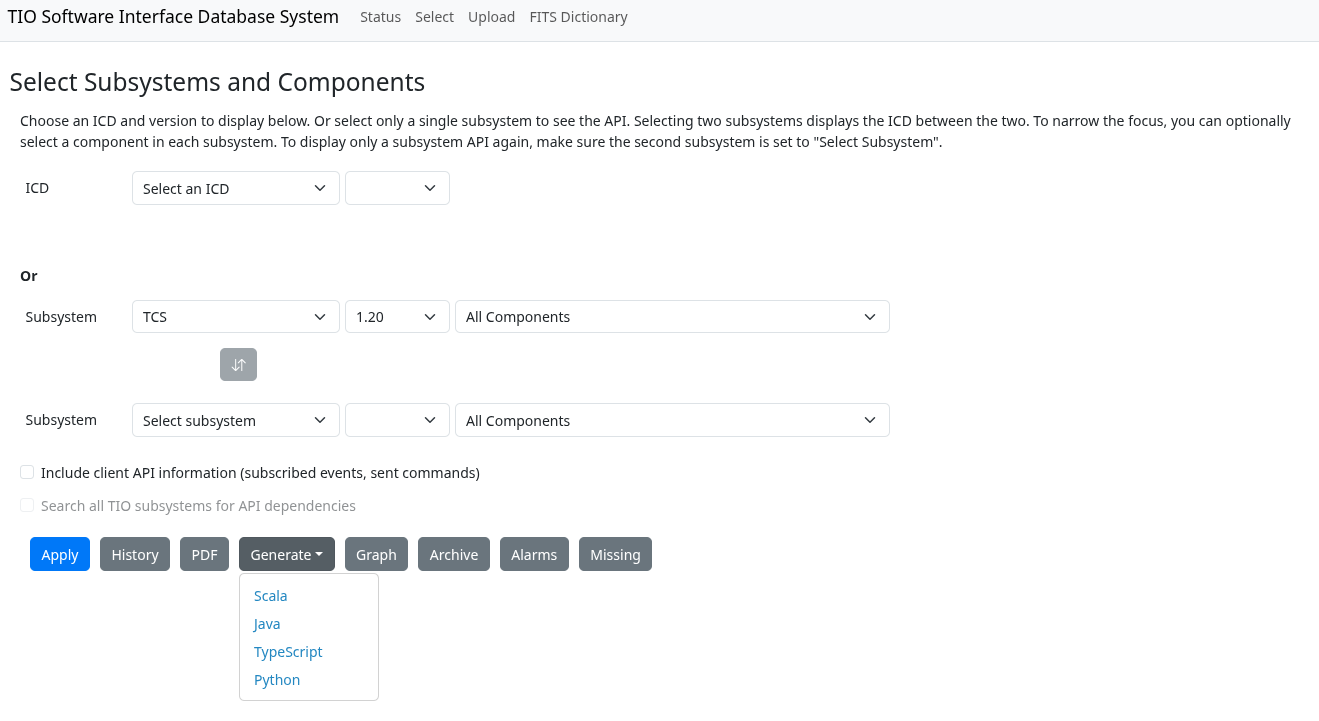 TIO Software Interface Database System Status Select Upload FITS Dictionary
Select Subsystems and Components
Choose an ICD and version to display below. Or select only a single subsystem to see the API. Selecting two subsystems displays the ICD between the two. To narrow the focus, you can optionally
select a component in each subsystem. To display only a subsystem API again, make sure the second subsystem is set to "Select Subsystem".
ICD Select an ICD
Or
Subsystem TCS 1.20 All Components
Subsystem Select subsystem All Components
Include client API information (subscribed events, sent commands)
Search all TIO subsystems for API dependencies
Apply History PDF Generate Graph Archive Alarms Missing
Scala
Java
TypeScript
Python